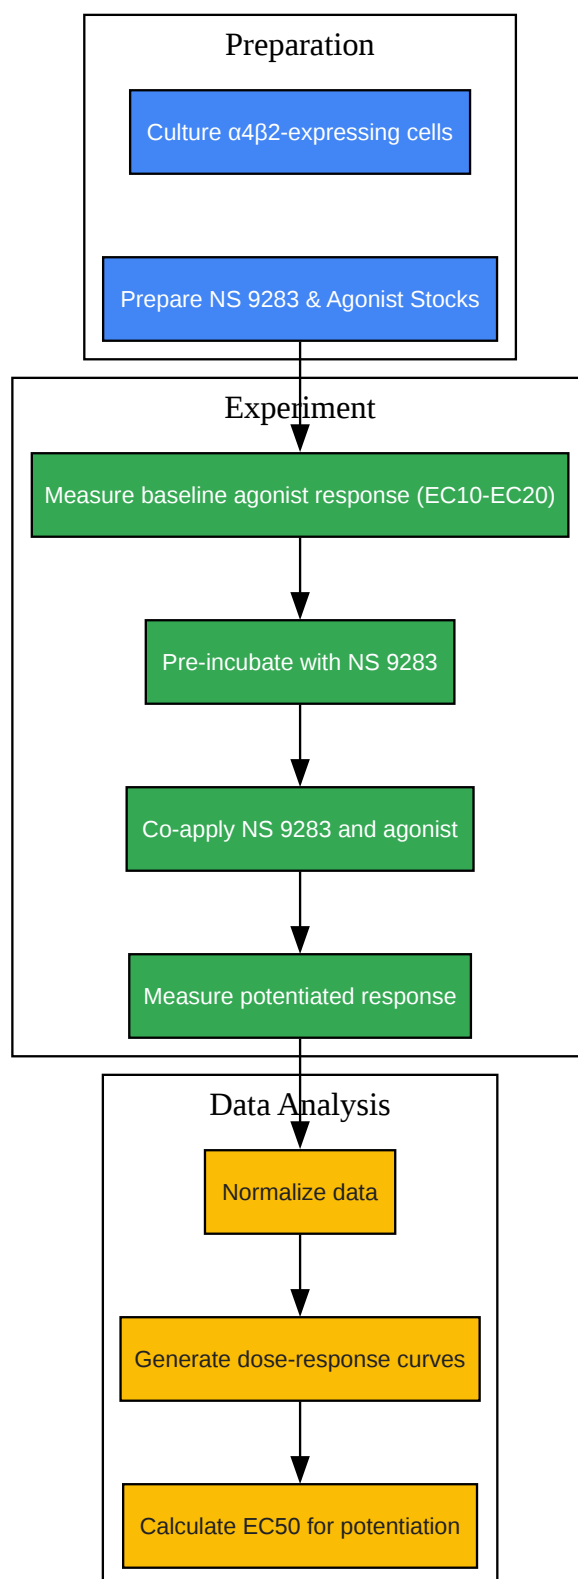 Preparation
Culture α4β2-expressing cells
Prepare NS 9283 & Agonist Stocks
Experiment
Measure baseline agonist response (EC10-EC20)
Pre-incubate with NS 9283
Co-apply NS 9283 and agonist
Measure potentiated response
Data Analysis
Normalize data
Generate dose-response curves
Calculate EC50 for potentiation